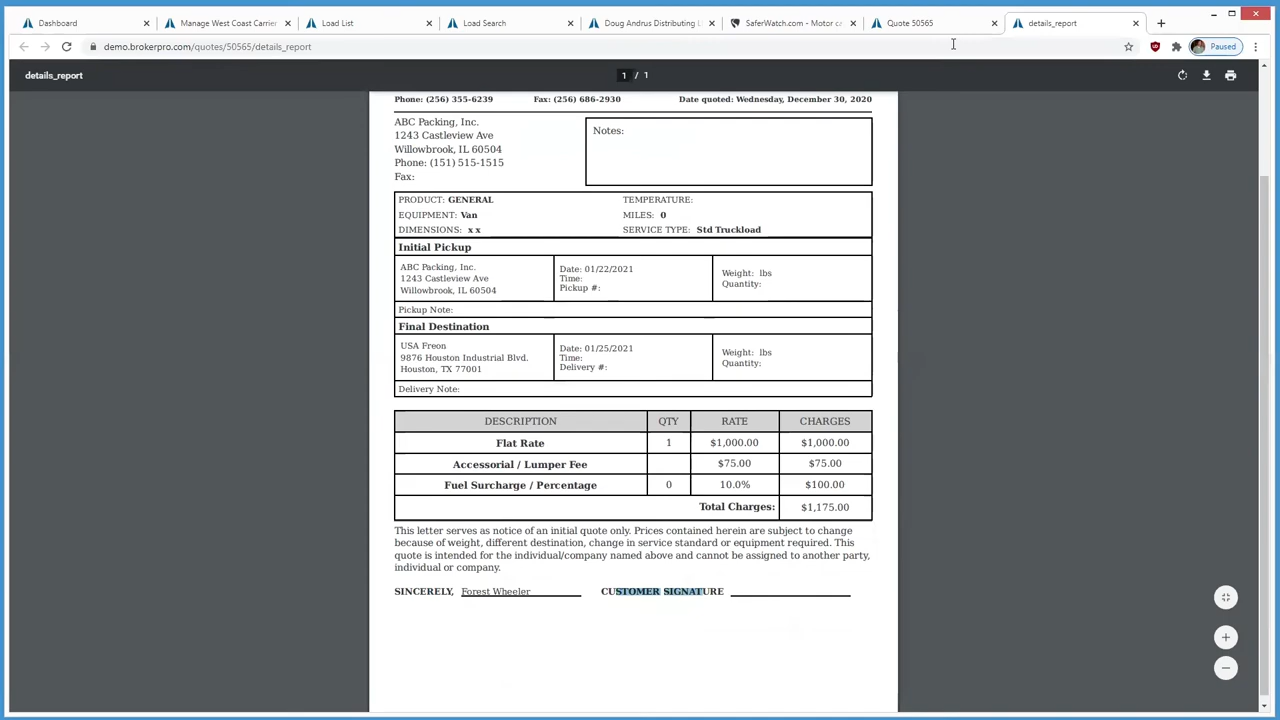 Dashboard
Manage West Coast Carrier
Load List
Load Search
Doug Andrus Distributing L
SaferWatch.com - Motor ca
Quote 50565
details_report
demo.brokerpro.com/quotes/50565/details_report
Paused
details_report
1 / 1
Phone: (256) 355-6239 Fax: (256) 686-2930 Date quoted: Wednesday, December 30, 2020
ABC Packing, Inc.
1243 Castleview Ave
Willowbrook, IL 60504
Phone: (151) 515-1515
Fax:
Notes:
PRODUCT: GENERAL TEMPERATURE:
EQUIPMENT: Van MILES: 0
DIMENSIONS: x x SERVICE TYPE: Std Truckload
Initial Pickup
ABC Packing, Inc.
1243 Castleview Ave
Willowbrook, IL 60504
Date: 01/22/2021
Time:
Pickup #:
Weight: lbs
Quantity:
Pickup Note:
Final Destination
USA Freon
9876 Houston Industrial Blvd.
Houston, TX 77001
Date: 01/25/2021
Time:
Delivery #:
Weight: lbs
Quantity:
Delivery Note:
DESCRIPTION QTY RATE CHARGES
Flat Rate 1 $1,000.00 $1,000.00
Accessorial / Lumper Fee $75.00 $75.00
Fuel Surcharge / Percentage 0 10.0% $100.00
Total Charges: $1,175.00
This letter serves as notice of an initial quote only. Prices contained herein are subject to change
because of weight, different destination, change in service standard or equipment required. This
quote is intended for the individual/company named above and cannot be assigned to another party,
individual or company.
SINCERELY, Forest Wheeler CUSTOMER SIGNATURE